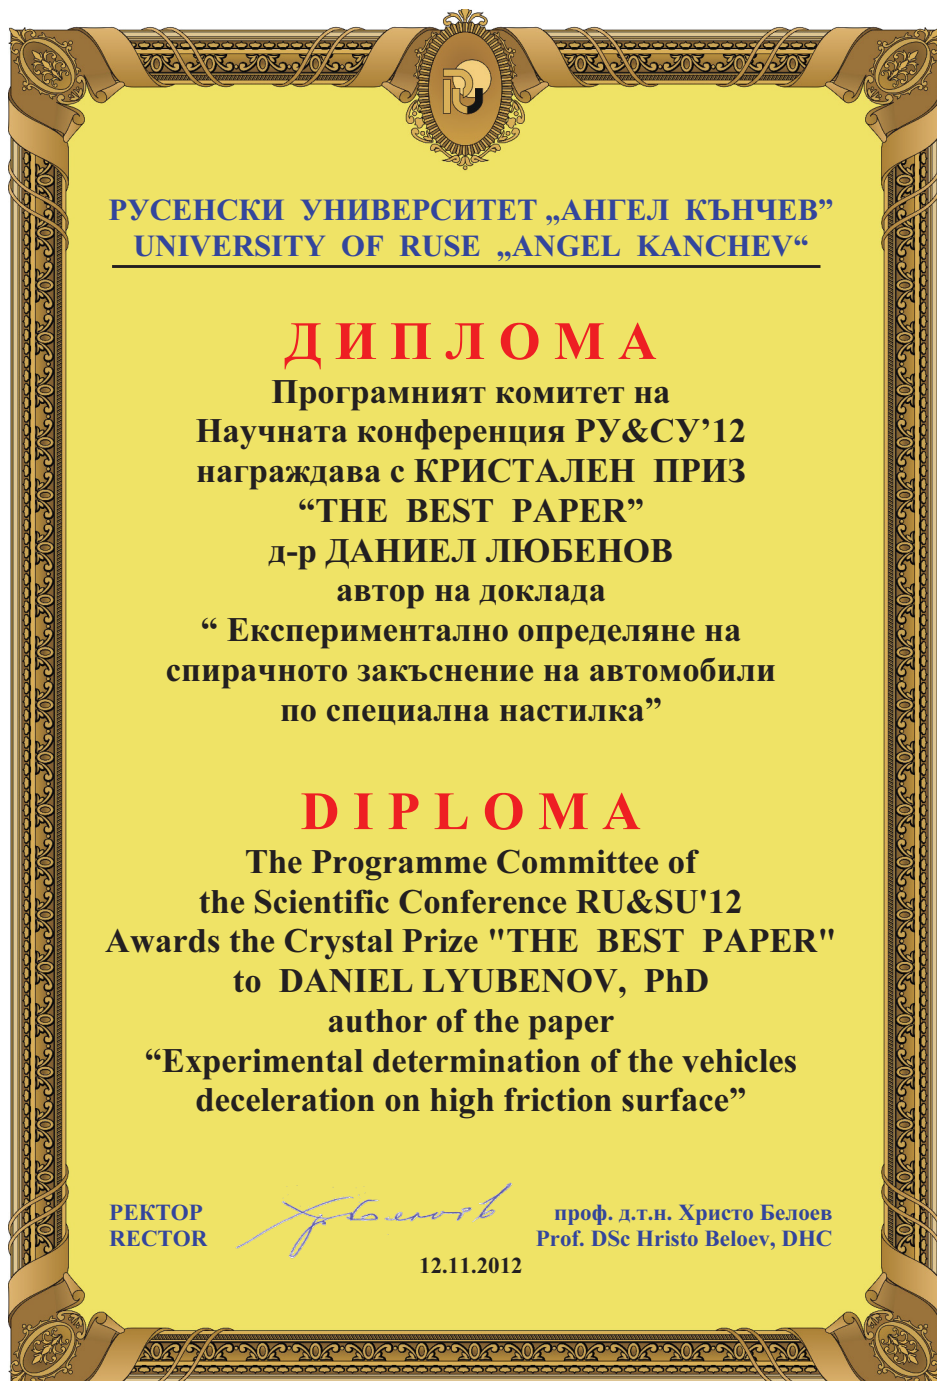 РУСЕНСКИ УНИВЕРСИТЕТ „АНГЕЛ КЪНЧЕВ”
UNIVERSITY OF RUSE „ANGEL KANCHEV“
ДИПЛОМА
Програмният комитет на
Научната конференция РУ&СУ’12
награждава с КРИСТАЛЕН ПРИЗ
“THE BEST PAPER”
д-р ДАНИЕЛ ЛЮБЕНОВ
автор на доклада
“ Експериментално определяне на
спирачното закъснение на автомобили
по специална настилка”
DIPLOMA
The Programme Committee of
the Scientific Conference RU&SU'12
Awards the Crystal Prize "THE BEST PAPER"
to DANIEL LYUBENOV, PhD
author of the paper
“Experimental determination of the vehicles
deceleration on high friction surface”
РЕКТОР
RECTOR
проф. д.т.н. Христо Белоев
Prof. DSc Hristo Beloev, DHC
12.11.2012